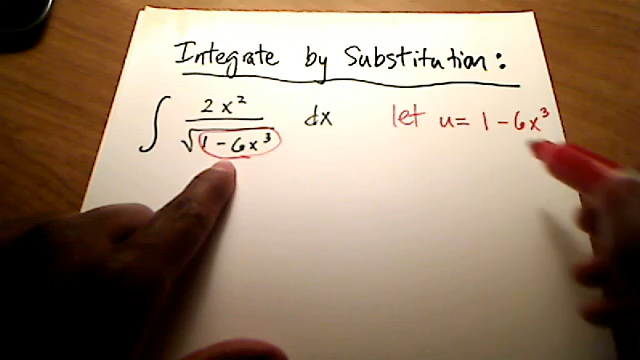 Integrate by Substitution:
∫ 2x² / √(1 - 6x³) dx let u = 1 - 6x³